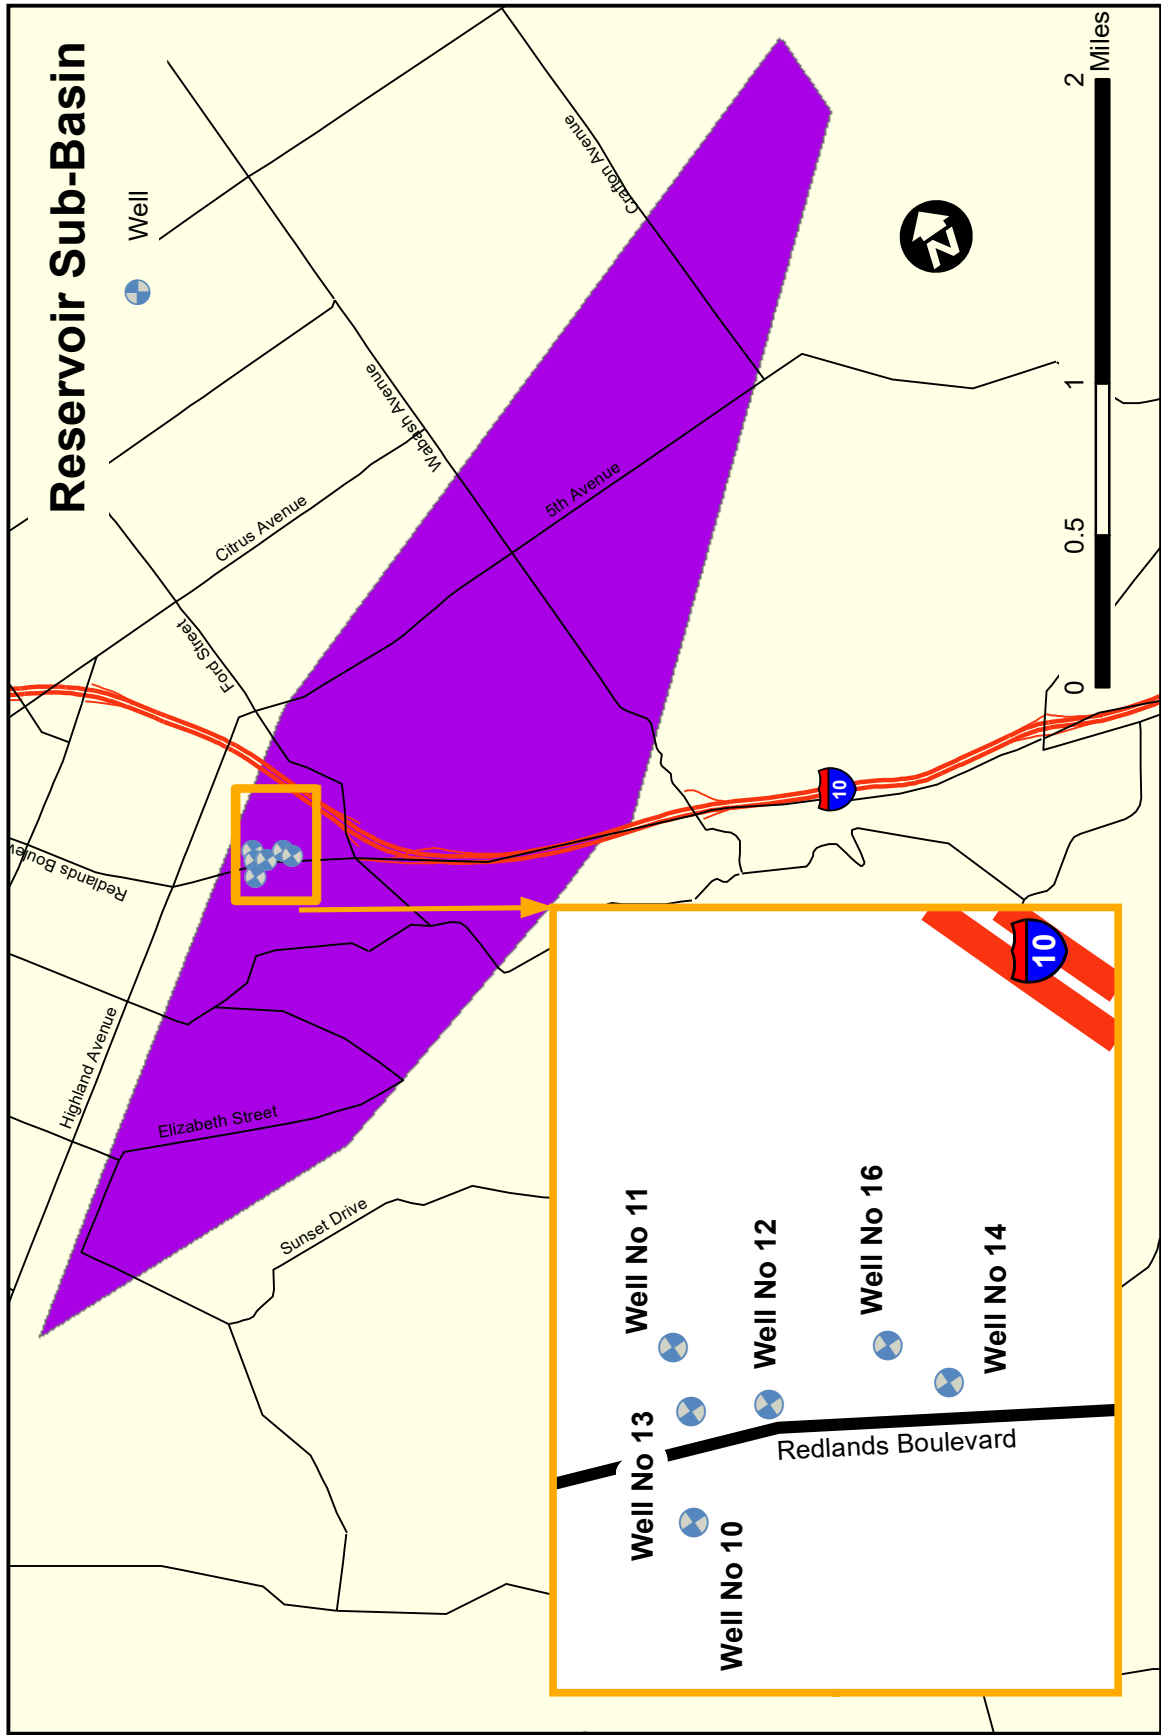 Reservoir Sub-Basin
Well
Redlands Boulev
Highland Avenue
Elizabeth Street
Sunset Drive
Ford Street
Citrus Avenue
Wabash Avenue
5th Avenue
Crafton Avenue
10
N
0
0.5
1
2
Miles
Well No 10
Well No 13
Well No 11
Well No 12
Well No 16
Well No 14
Redlands Boulevard
10